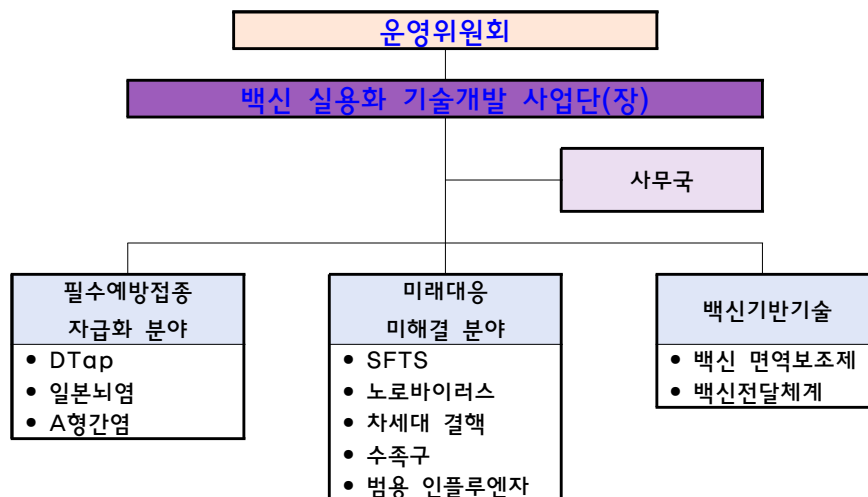 운영위원회
백신 실용화 기술개발 사업단(장)
사무국
필수예방접종
자급화 분야
• DTap
• 일본뇌염
• A형간염
미래대응
미해결 분야
• SFTS
• 노로바이러스
• 차세대 결핵
• 수족구
• 범용 인플루엔자
백신기반기술
• 백신 면역보조제
• 백신전달체계